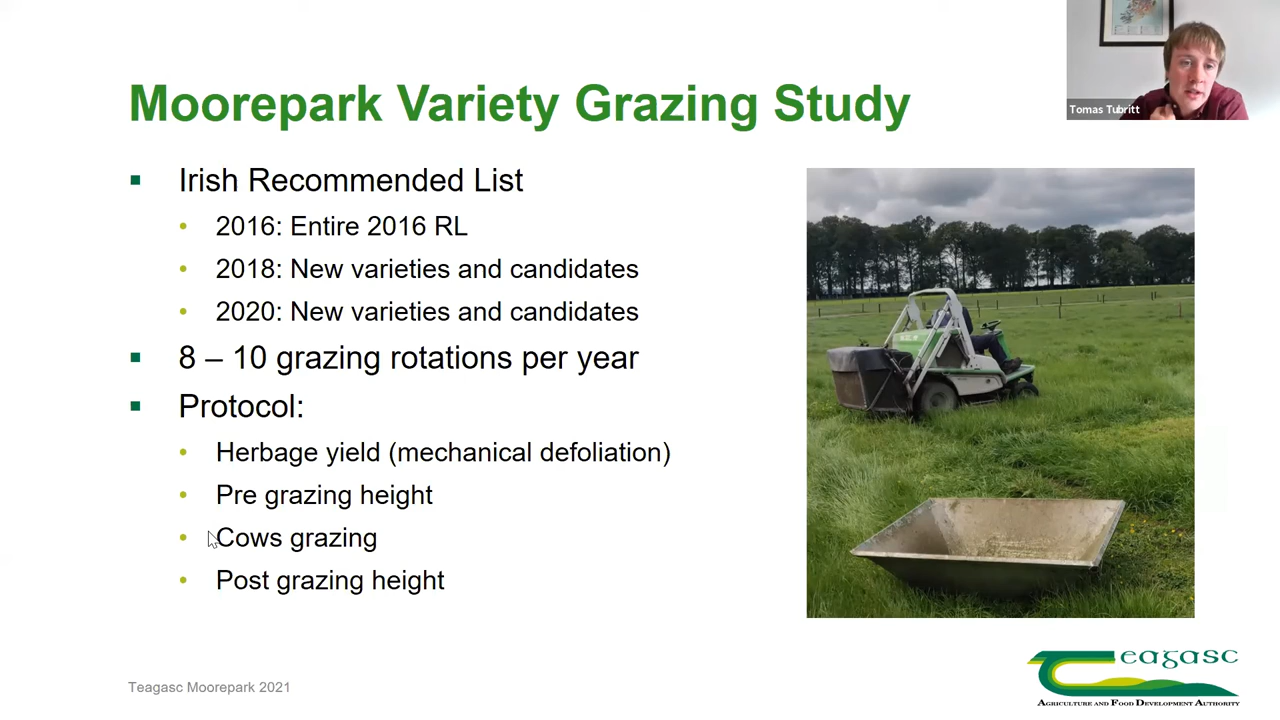 Moorepark Variety Grazing Study
Tomas Tubritt
Irish Recommended List
2016: Entire 2016 RL
2018: New varieties and candidates
2020: New varieties and candidates
8 – 10 grazing rotations per year
Protocol:
Herbage yield (mechanical defoliation)
Pre grazing height
Cows grazing
Post grazing height
Teagasc Moorepark 2021
eagasc
AGRICULTURE AND FOOD DEVELOPMENT AUTHORITY